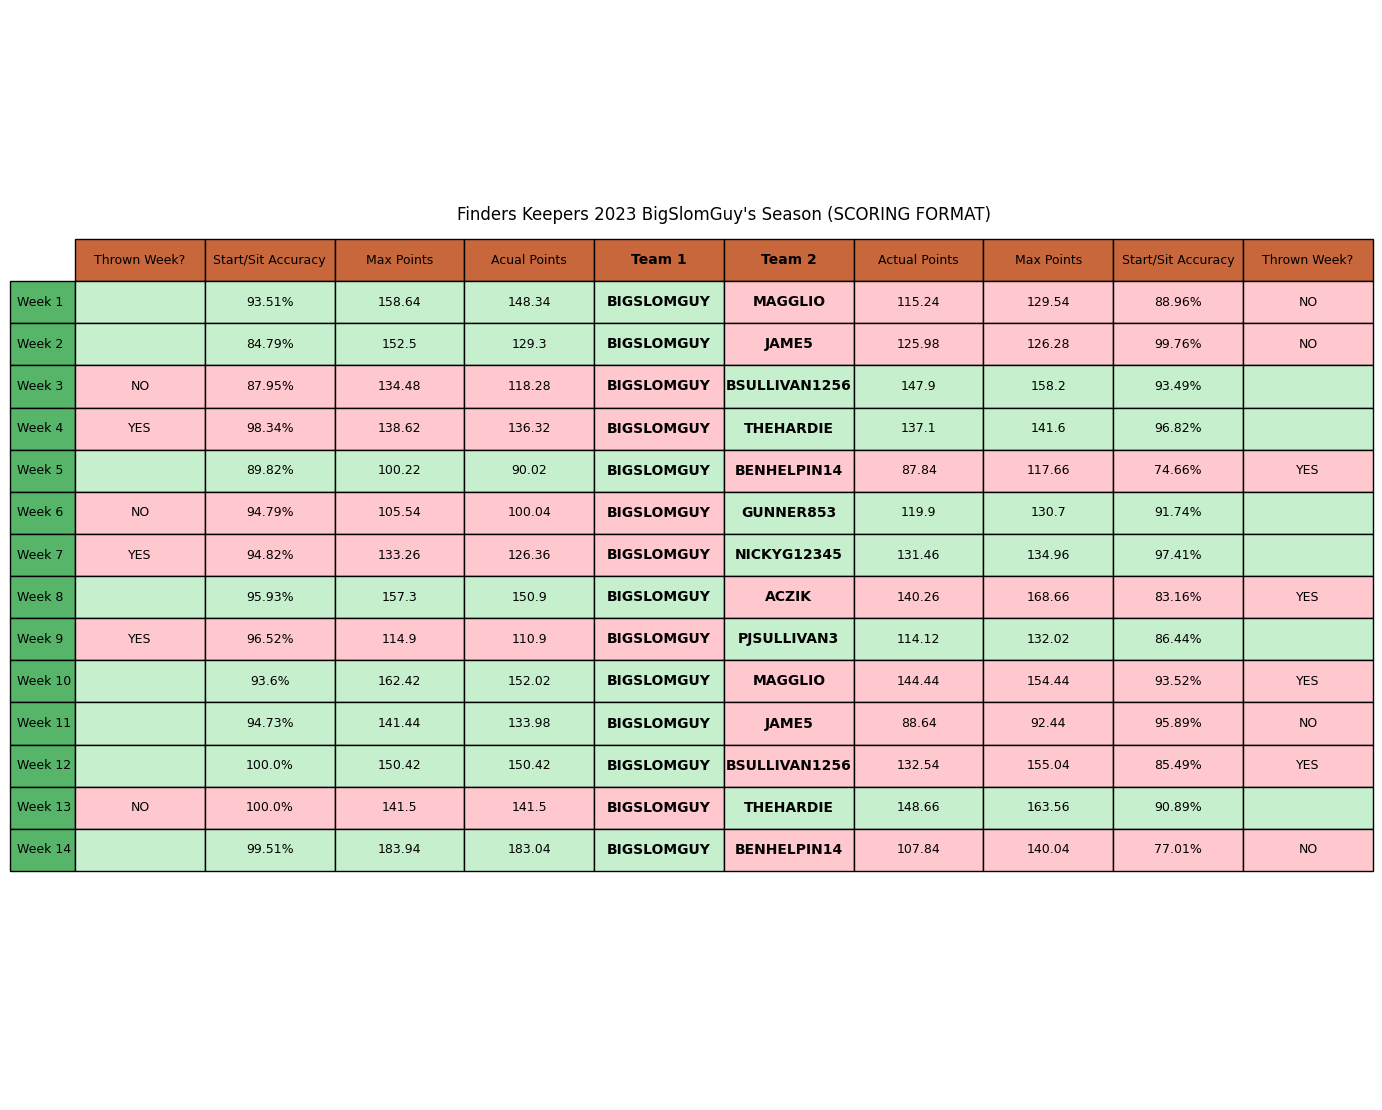 Finders Keepers 2023 BigSlomGuy's Season (SCORING FORMAT)
Thrown Week? Start/Sit Accuracy Max Points Acual Points Team 1 Team 2 Actual Points Max Points Start/Sit Accuracy Thrown Week?
Week 1 93.51% 158.64 148.34 BIGSLOMGUY MAGGLIO 115.24 129.54 88.96% NO
Week 2 84.79% 152.5 129.3 BIGSLOMGUY JAME5 125.98 126.28 99.76% NO
Week 3 NO 87.95% 134.48 118.28 BIGSLOMGUY BSULLIVAN1256 147.9 158.2 93.49%
Week 4 YES 98.34% 138.62 136.32 BIGSLOMGUY THEHARDIE 137.1 141.6 96.82%
Week 5 89.82% 100.22 90.02 BIGSLOMGUY BENHELPIN14 87.84 117.66 74.66% YES
Week 6 NO 94.79% 105.54 100.04 BIGSLOMGUY GUNNER853 119.9 130.7 91.74%
Week 7 YES 94.82% 133.26 126.36 BIGSLOMGUY NICKYG12345 131.46 134.96 97.41%
Week 8 95.93% 157.3 150.9 BIGSLOMGUY ACZIK 140.26 168.66 83.16% YES
Week 9 YES 96.52% 114.9 110.9 BIGSLOMGUY PJSULLIVAN3 114.12 132.02 86.44%
Week 10 93.6% 162.42 152.02 BIGSLOMGUY MAGGLIO 144.44 154.44 93.52% YES
Week 11 94.73% 141.44 133.98 BIGSLOMGUY JAME5 88.64 92.44 95.89% NO
Week 12 100.0% 150.42 150.42 BIGSLOMGUY BSULLIVAN1256 132.54 155.04 85.49% YES
Week 13 NO 100.0% 141.5 141.5 BIGSLOMGUY THEHARDIE 148.66 163.56 90.89%
Week 14 99.51% 183.94 183.04 BIGSLOMGUY BENHELPIN14 107.84 140.04 77.01% NO